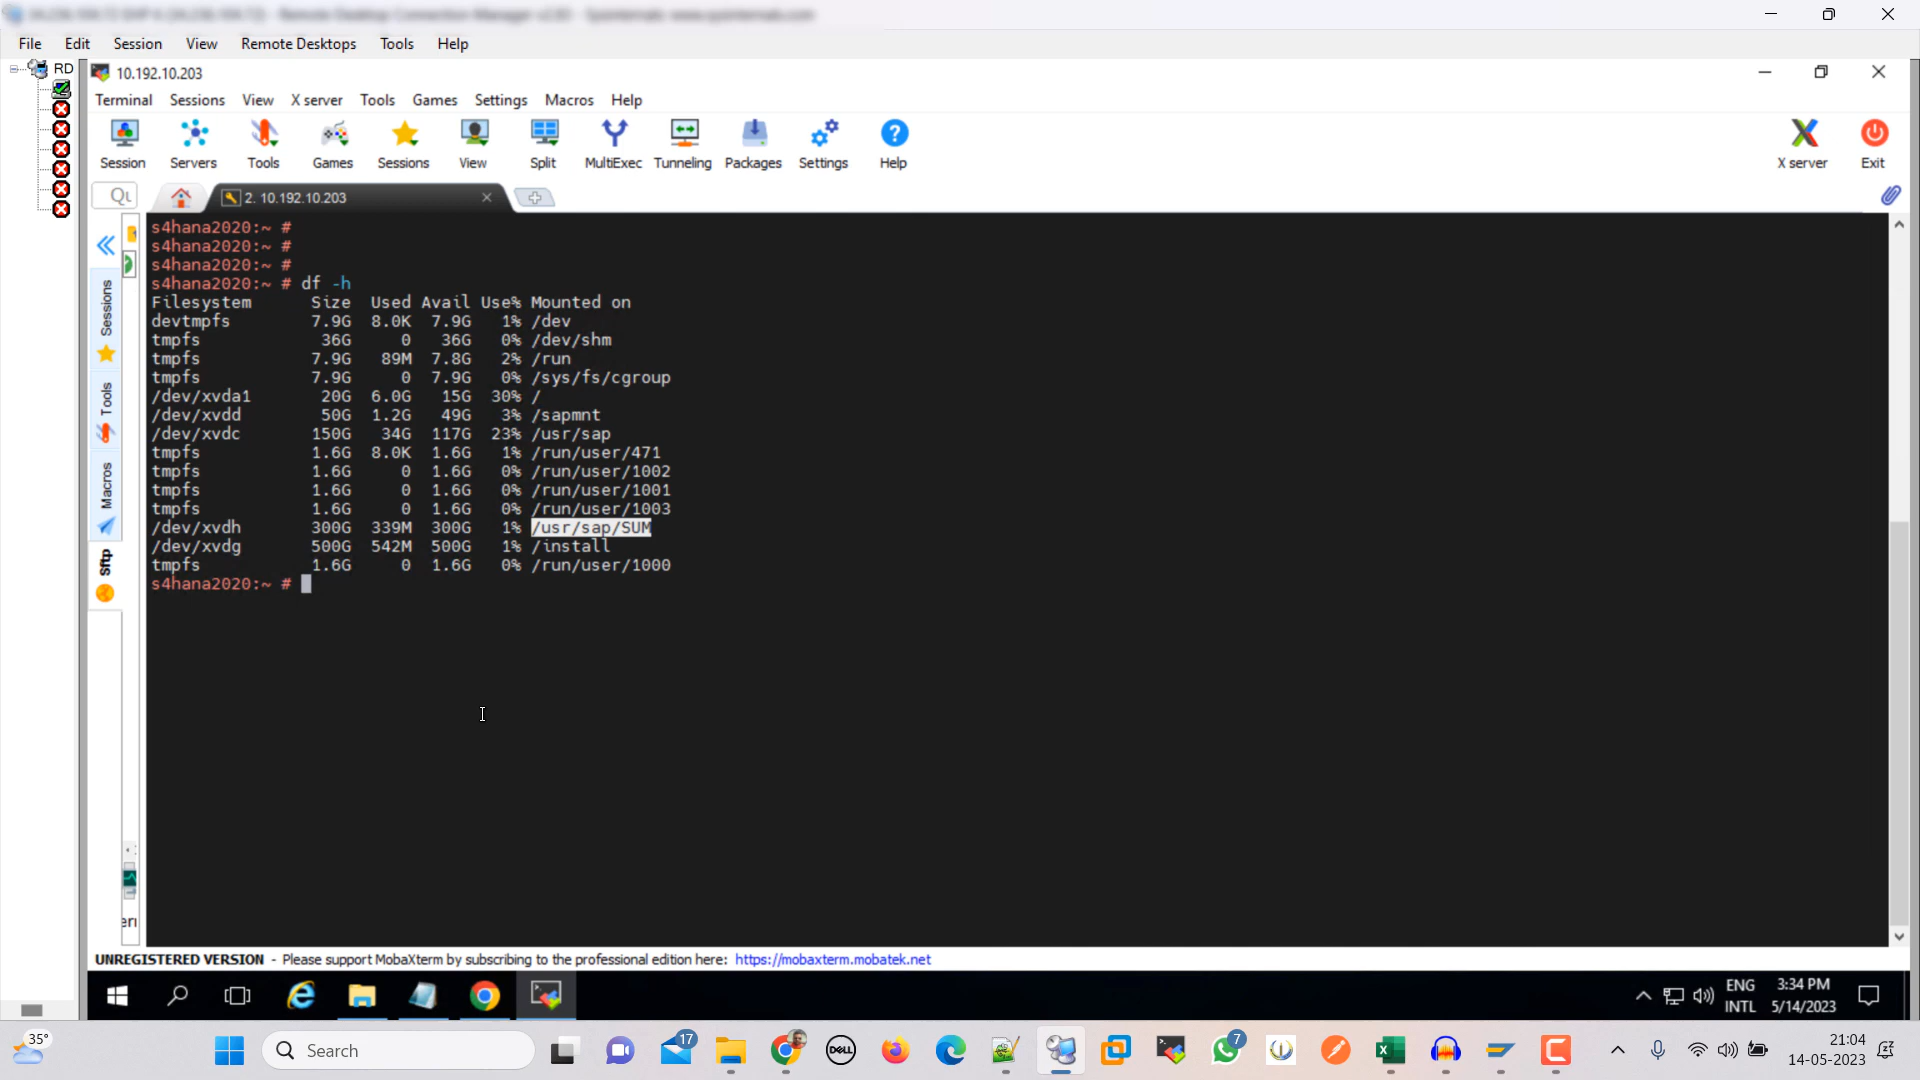 File Edit Session View Remote Desktops Tools Help
RD
10.192.10.203
Terminal Sessions View X server Tools Games Settings Macros Help
Session Servers Tools Games Sessions View Split MultiExec Tunneling Packages Settings Help X server Exit
2. 10.192.10.203
s4hana2020:~ #
s4hana2020:~ #
s4hana2020:~ #
s4hana2020:~ # df -h
Filesystem Size Used Avail Use% Mounted on
devtmpfs 7.9G 8.0K 7.9G 1% /dev
tmpfs 36G 0 36G 0% /dev/shm
tmpfs 7.9G 89M 7.8G 2% /run
tmpfs 7.9G 0 7.9G 0% /sys/fs/cgroup
/dev/xvda1 20G 6.0G 15G 30% /
/dev/xvdd 50G 1.2G 49G 3% /sapmnt
/dev/xvdc 150G 34G 117G 23% /usr/sap
tmpfs 1.6G 8.0K 1.6G 1% /run/user/471
tmpfs 1.6G 0 1.6G 0% /run/user/1002
tmpfs 1.6G 0 1.6G 0% /run/user/1001
tmpfs 1.6G 0 1.6G 0% /run/user/1003
/dev/xvdh 300G 339M 300G 1% /usr/sap/SUM
/dev/xvdg 500G 542M 500G 1% /install
tmpfs 1.6G 0 1.6G 0% /run/user/1000
s4hana2020:~ #
Sessions
Tools
Macros
Sftp
UNREGISTERED VERSION - Please support MobaXterm by subscribing to the professional edition here: https://mobaxterm.mobatek.net
ENG
INTL
3:34 PM
5/14/2023
35°
Search
DELL
17
7
21:04
14-05-2023